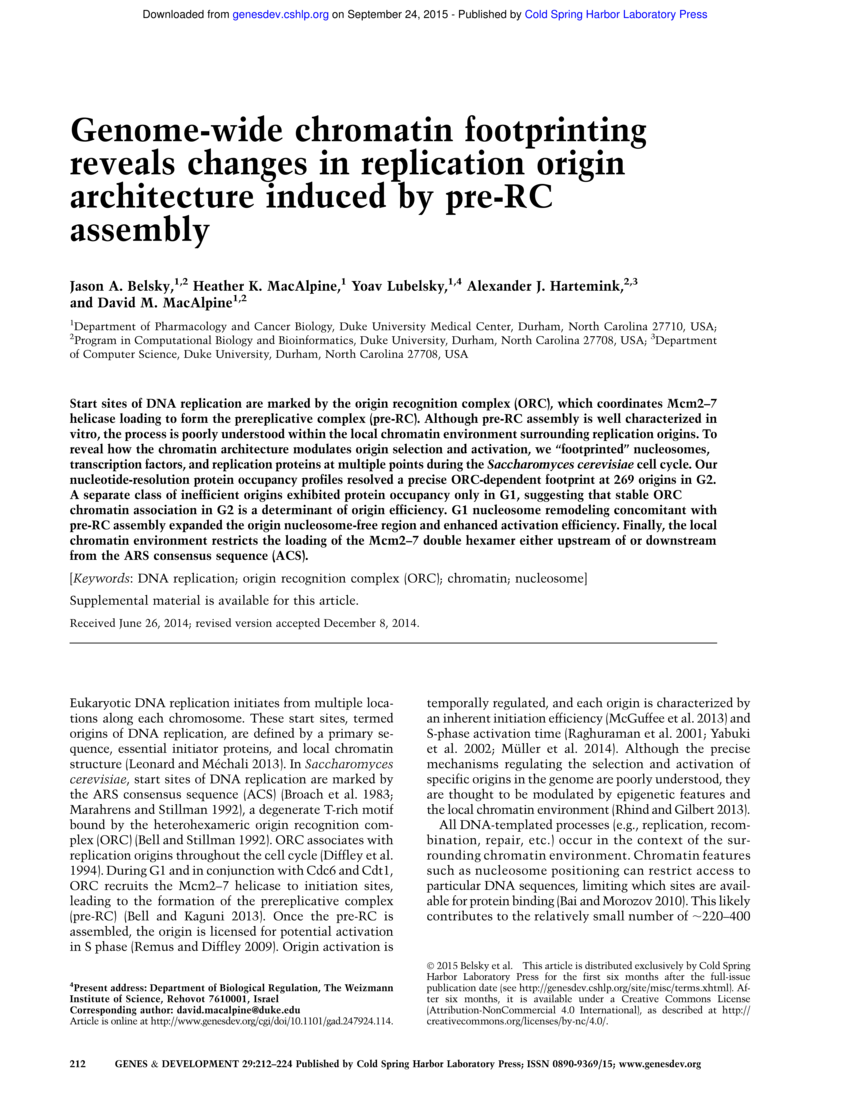 Downloaded from genesdev.cshlp.org on September 24, 2015 - Published by Cold Spring Harbor Laboratory Press
Genome-wide chromatin footprinting
reveals changes in replication origin
architecture induced by pre-RC
assembly
Jason A. Belsky,1,2 Heather K. MacAlpine,1 Yoav Lubelsky,1,4 Alexander J. Hartemink,2,3
and David M. MacAlpine1,2
1Department of Pharmacology and Cancer Biology, Duke University Medical Center, Durham, North Carolina 27710, USA;
2Program in Computational Biology and Bioinformatics, Duke University, Durham, North Carolina 27708, USA; 3Department
of Computer Science, Duke University, Durham, North Carolina 27708, USA
Start sites of DNA replication are marked by the origin recognition complex (ORC), which coordinates Mcm2–7
helicase loading to form the prereplicative complex (pre-RC). Although pre-RC assembly is well characterized in
vitro, the process is poorly understood within the local chromatin environment surrounding replication origins. To
reveal how the chromatin architecture modulates origin selection and activation, we “footprinted” nucleosomes,
transcription factors, and replication proteins at multiple points during the Saccharomyces cerevisiae cell cycle. Our
nucleotide-resolution protein occupancy profiles resolved a precise ORC-dependent footprint at 269 origins in G2.
A separate class of inefficient origins exhibited protein occupancy only in G1, suggesting that stable ORC
chromatin association in G2 is a determinant of origin efficiency. G1 nucleosome remodeling concomitant with
pre-RC assembly expanded the origin nucleosome-free region and enhanced activation efficiency. Finally, the local
chromatin environment restricts the loading of the Mcm2–7 double hexamer either upstream of or downstream
from the ARS consensus sequence (ACS).
[Keywords: DNA replication; origin recognition complex (ORC); chromatin; nucleosome]
Supplemental material is available for this article.
Received June 26, 2014; revised version accepted December 8, 2014.
Eukaryotic DNA replication initiates from multiple loca-
tions along each chromosome. These start sites, termed
origins of DNA replication, are defined by a primary se-
quence, essential initiator proteins, and local chromatin
structure (Leonard and Méchali 2013). In Saccharomyces
cerevisiae, start sites of DNA replication are marked by
the ARS consensus sequence (ACS) (Broach et al. 1983;
Marahrens and Stillman 1992), a degenerate T-rich motif
bound by the heterohexameric origin recognition com-
plex (ORC) (Bell and Stillman 1992). ORC associates with
replication origins throughout the cell cycle (Diffley et al.
1994). During G1 and in conjunction with Cdc6 and Cdt1,
ORC recruits the Mcm2–7 helicase to initiation sites,
leading to the formation of the prereplicative complex
(pre-RC) (Bell and Kaguni 2013). Once the pre-RC is
assembled, the origin is licensed for potential activation
in S phase (Remus and Diffley 2009). Origin activation is
4Present address: Department of Biological Regulation, The Weizmann
Institute of Science, Rehovot 7610001, Israel
Corresponding author: david.macalpine@duke.edu
Article is online at http://www.genesdev.org/cgi/doi/10.1101/gad.247924.114.
temporally regulated, and each origin is characterized by
an inherent initiation efficiency (McGuffee et al. 2013) and
S-phase activation time (Raghuraman et al. 2001; Yabuki
et al. 2002; Müller et al. 2014). Although the precise
mechanisms regulating the selection and activation of
specific origins in the genome are poorly understood, they
are thought to be modulated by epigenetic features and
the local chromatin environment (Rhind and Gilbert 2013).
All DNA-templated processes (e.g., replication, recom-
bination, repair, etc.) occur in the context of the sur-
rounding chromatin environment. Chromatin features
such as nucleosome positioning can restrict access to
particular DNA sequences, limiting which sites are avail-
able for protein binding (Bai and Morozov 2010). This likely
contributes to the relatively small number of ~220–400
© 2015 Belsky et al. This article is distributed exclusively by Cold Spring
Harbor Laboratory Press for the first six months after the full-issue
publication date (see http://genesdev.cshlp.org/site/misc/terms.xhtml). Af-
ter six months, it is available under a Creative Commons License
(Attribution-NonCommercial 4.0 International), as described at http://
creativecommons.org/licenses/by-nc/4.0/.
212 GENES & DEVELOPMENT 29:212–224 Published by Cold Spring Harbor Laboratory Press; ISSN 0890-9369/15; www.genesdev.org